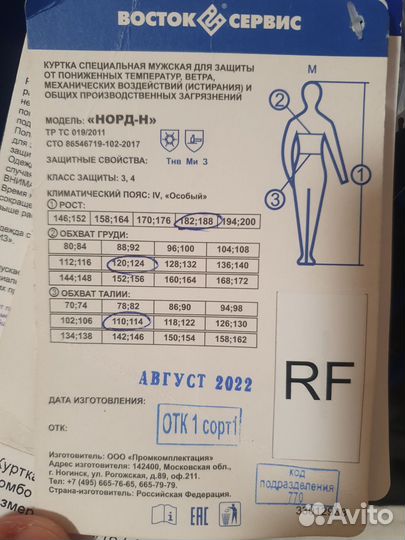 ВОСТОК СЕРВИС
КУРТКА СПЕЦИАЛЬНАЯ МУЖСКАЯ ДЛЯ ЗАЩИТЫ
ОТ ПОНИЖЕННЫХ ТЕМПЕРАТУР, ВЕТРА,
МЕХАНИЧЕСКИХ ВОЗДЕЙСТВИЙ (ИСТИРАНИЯ) И
ОБЩИХ ПРОИЗВОДСТВЕННЫХ ЗАГРЯЗНЕНИЙ
МОДЕЛЬ: «НОРД-Н»
ТР ТС 019/2011
СТО 86546719-102-2017
ЗАЩИТНЫЕ СВОЙСТВА: Тнв Ми З
КЛАСС ЗАЩИТЫ: 3, 4
КЛИМАТИЧЕСКИЙ ПОЯС: IV, «Особый»
① РОСТ:
146;152 158;164 170;176 182;188 194;200
② ОБХВАТ ГРУДИ:
80;84 88;92 96;100 104;108
112;116 120;124 128;132 136;140
144;148 152;156 160;164 168;172
③ ОБХВАТ ТАЛИИ:
70;74 78;82 86;90 94;98
102;106 110;114 118;122 126;130
134;138 142;146 150;154 158;162
М
2
3
1
АВГУСТ 2022
ДАТА ИЗГОТОВЛЕНИЯ:
ОТК:
ОТК 1 сорт1
RF
Изготовитель: ООО «Промкомплектация»
Адрес изготовителя: 142400, Московская обл.,
г. Ногинск, ул. Рогожская, д.89, оф.211.
Тел: +7 (495) 665-76-65, 665-79-79.
Страна-изготовитель: Российская Федерация.
код
подразделения
770
EAC
Куртка
Avito